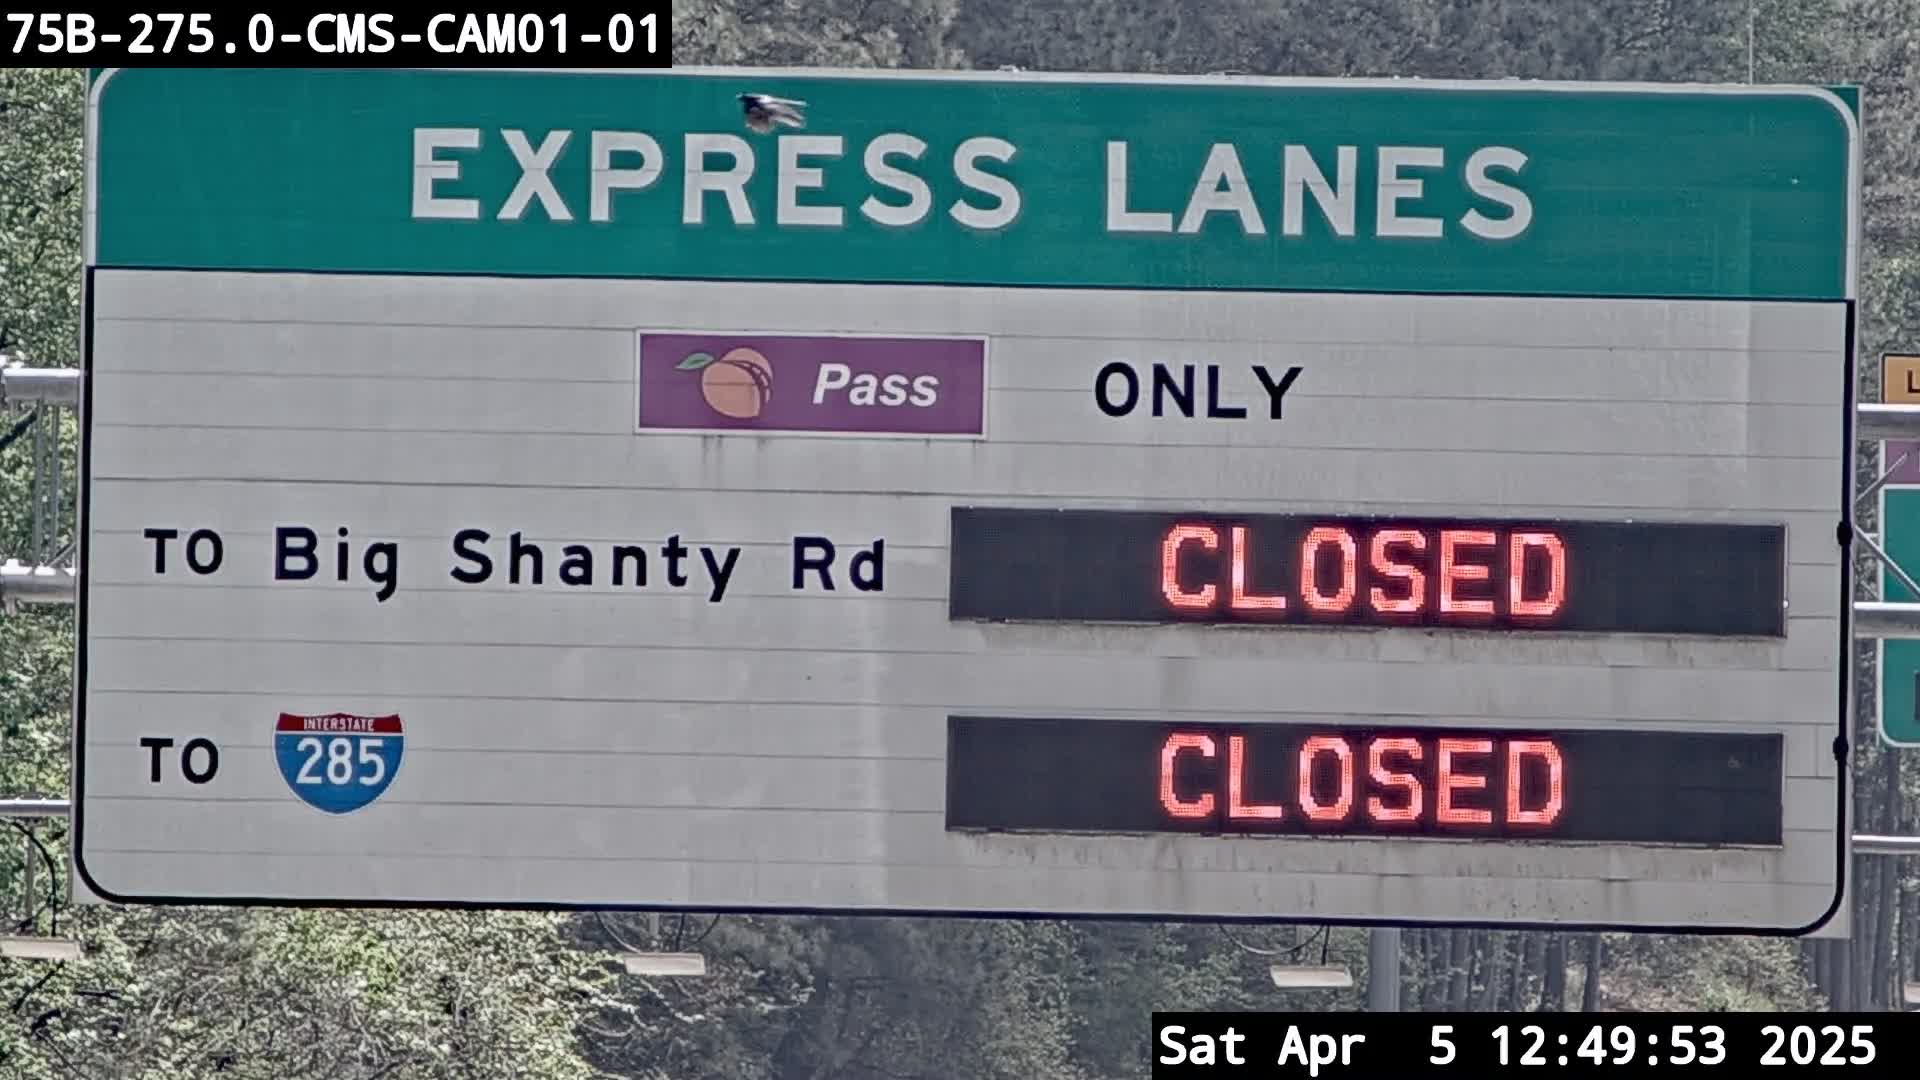 75B-275.0-CMS-CAM01-01
EXPRESS LANES
Pass ONLY
TO Big Shanty Rd CLOSED
TO INTERSTATE 285 CLOSED
Sat Apr 5 12:49:53 2025